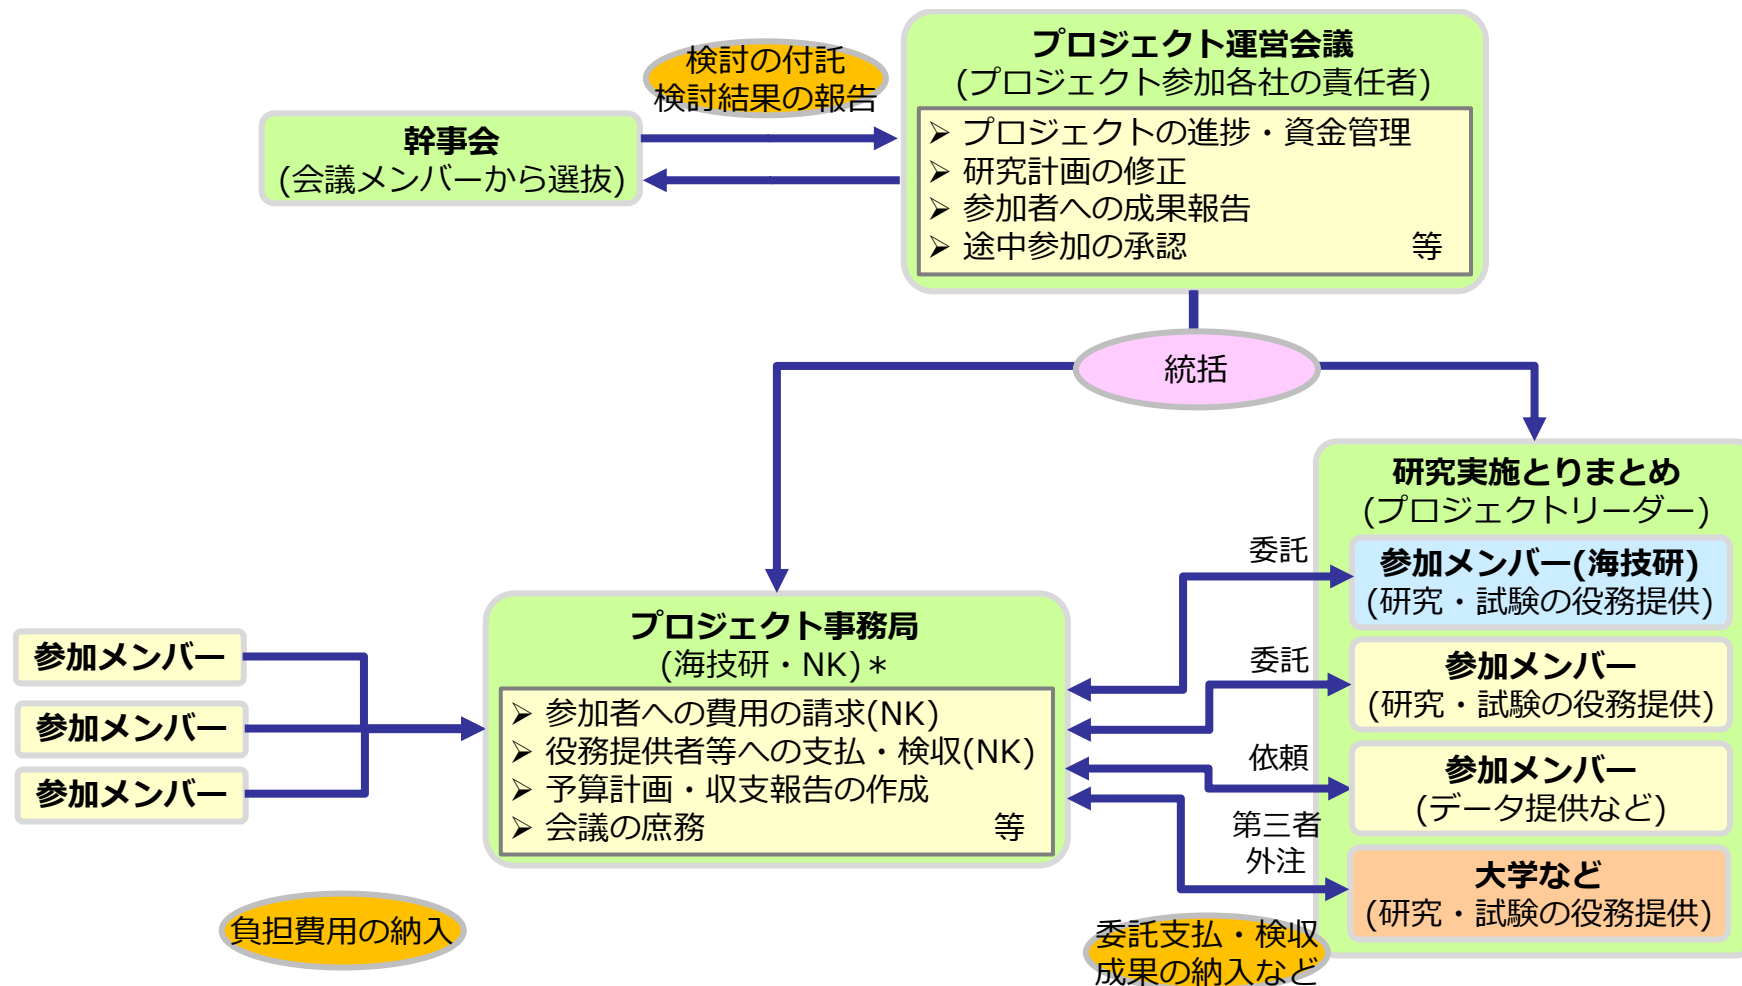 検討の付託
検討結果の報告
プロジェクト運営会議
(プロジェクト参加各社の責任者)
➢ プロジェクトの進捗・資金管理
➢ 研究計画の修正
➢ 参加者への成果報告
➢ 途中参加の承認 等
幹事会
(会議メンバーから選抜)
統括
研究実施とりまとめ
(プロジェクトリーダー)
委託
参加メンバー(海技研)
(研究・試験の役務提供)
委託
参加メンバー
(研究・試験の役務提供)
依頼
参加メンバー
(データ提供など)
第三者
外注
大学など
(研究・試験の役務提供)
プロジェクト事務局
(海技研・NK)＊
➢ 参加者への費用の請求(NK)
➢ 役務提供者等への支払・検収(NK)
➢ 予算計画・収支報告の作成
➢ 会議の庶務 等
参加メンバー
参加メンバー
参加メンバー
負担費用の納入
委託支払・検収
成果の納入など